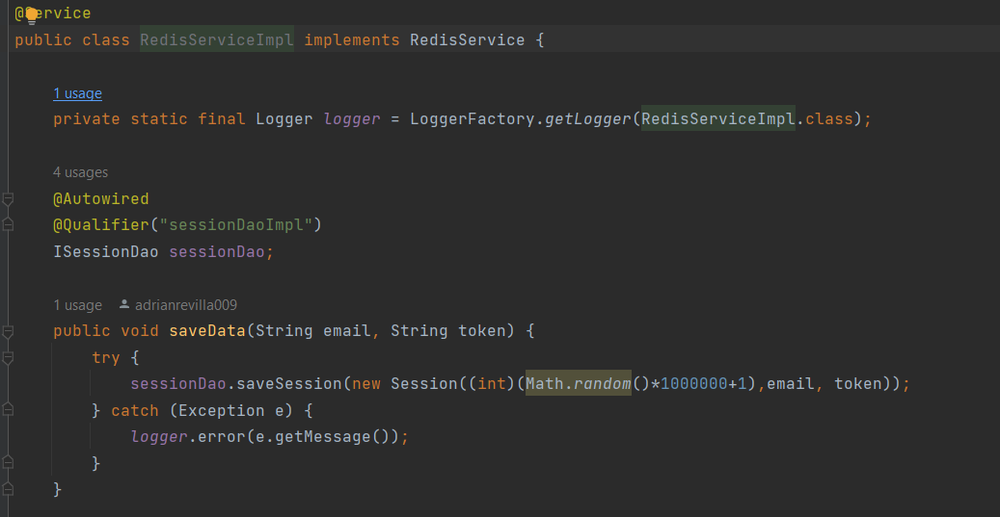 @Service
public class RedisServiceImpl implements RedisService {
1 usage
private static final Logger logger = LoggerFactory.getLogger(RedisServiceImpl.class);
4 usages
@Autowired
@Qualifier("sessionDaoImpl")
ISessionDao sessionDao;
1 usage adrianrevilla009
public void saveData(String email, String token) {
try {
sessionDao.saveSession(new Session((int)(Math.random()*1000000+1),email, token));
} catch (Exception e) {
logger.error(e.getMessage());
}
}